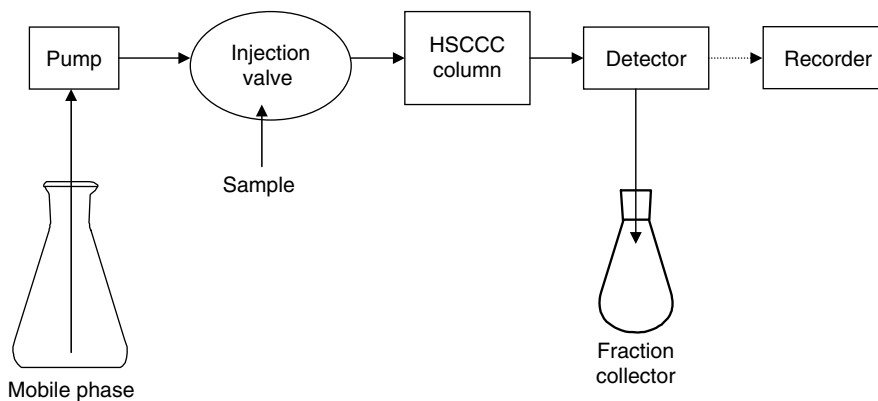 Pump
Injection
valve
HSCCC
column
Detector
Recorder
Sample
Mobile phase
Fraction
collector